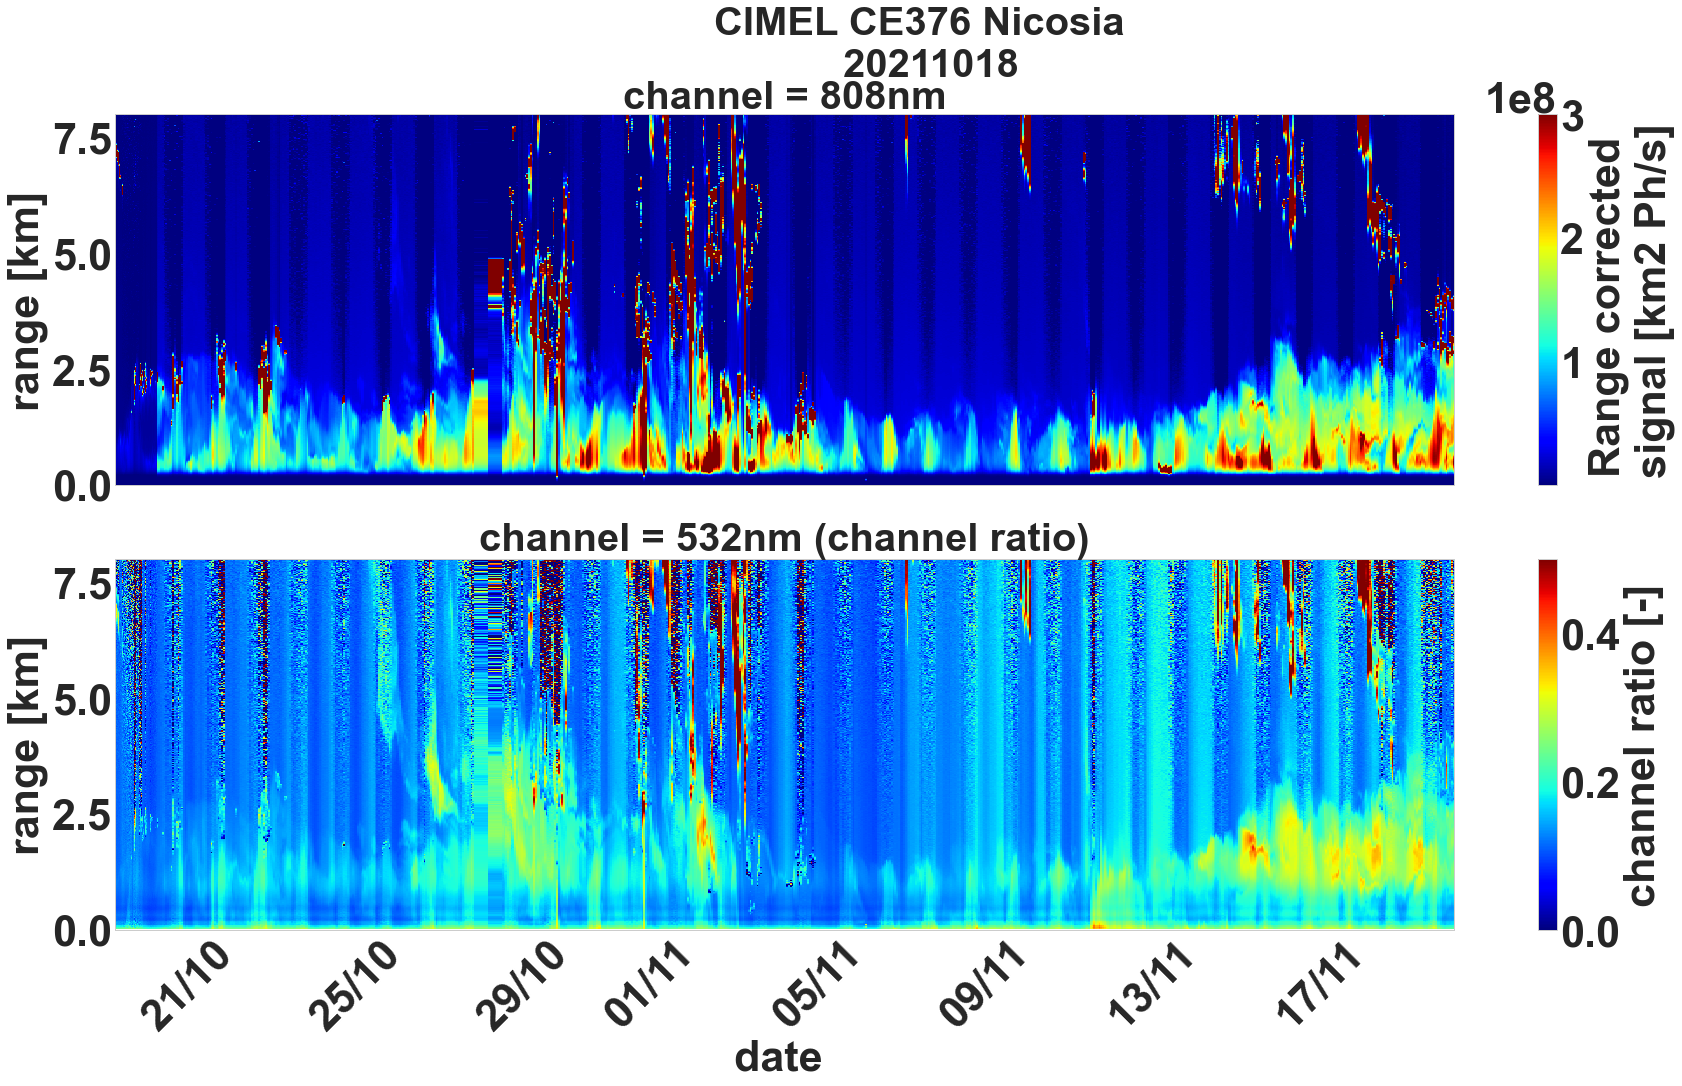 CIMEL CE376 Nicosia
20211018
channel = 808nm
1e8
7.5
5.0
2.5
0.0
range [km]
3
2
1
Range corrected
signal [km2 Ph/s]
channel = 532nm (channel ratio)
7.5
5.0
2.5
0.0
range [km]
0.4
0.2
0.0
channel ratio [-]
21/10
25/10
29/10
01/11
05/11
09/11
13/11
17/11
date